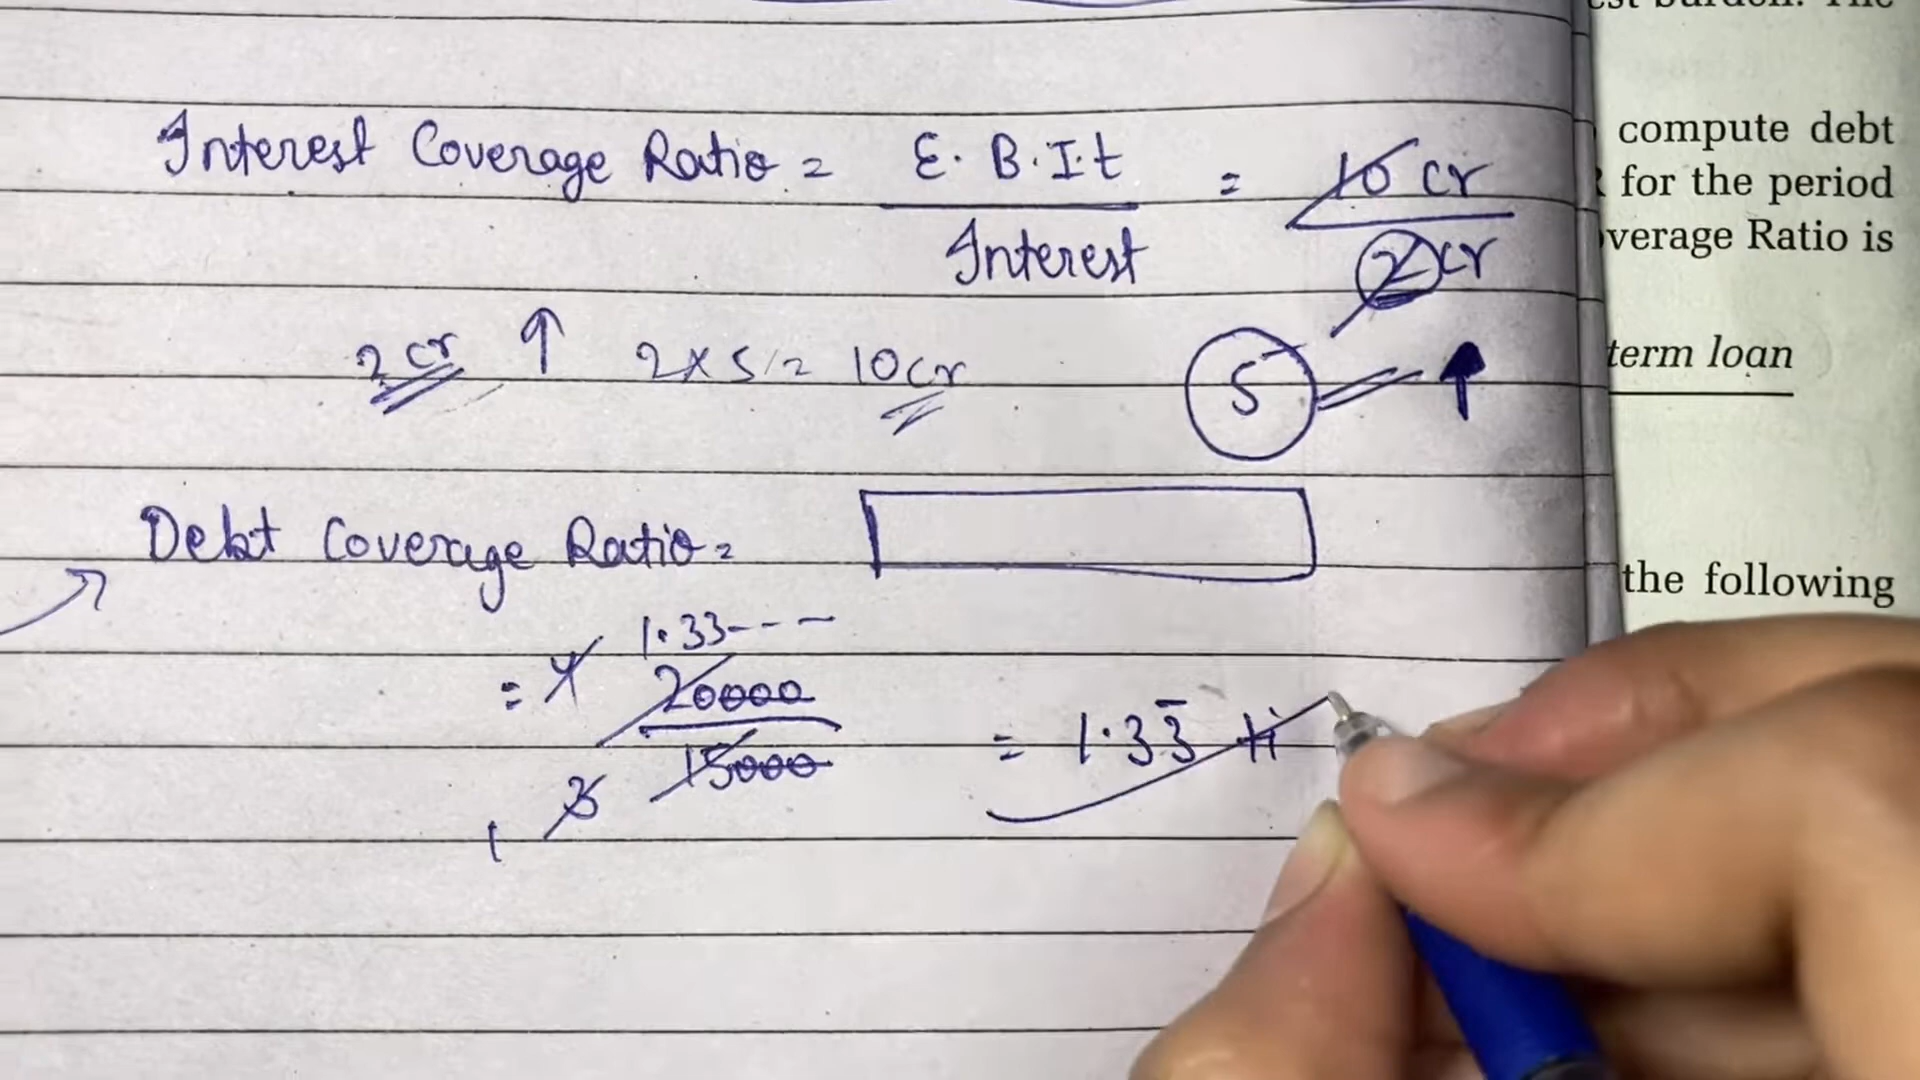 Interest Coverage Ratio = E.B.I.t / Interest = 10 cr / 2 cr
2 cr ↑ 2 x 5 = 10 cr 5 ↑
Debt Coverage Ratio =
1.33---
= 4 20000
3 15000
= 1.33 ti
1
compute debt
for the period
verage Ratio is
term loan
the following